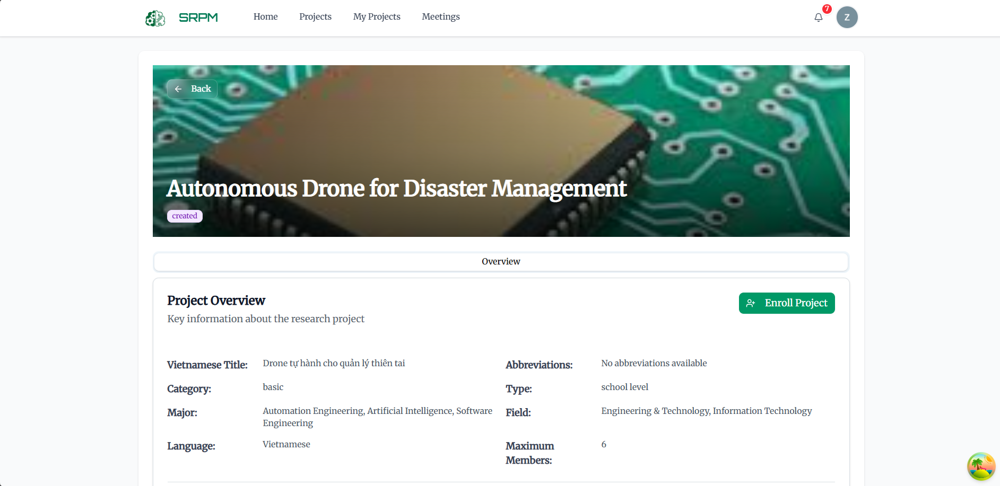 SRPM
Home
Projects
My Projects
Meetings
7
Z
Back
Autonomous Drone for Disaster Management
created
Overview
Project Overview
Enroll Project
Key information about the research project
Vietnamese Title:
Drone tự hành cho quản lý thiên tai
Abbreviations:
No abbreviations available
Category:
basic
Type:
school level
Major:
Automation Engineering, Artificial Intelligence, Software
Engineering
Field:
Engineering & Technology, Information Technology
Language:
Vietnamese
Maximum
Members:
6